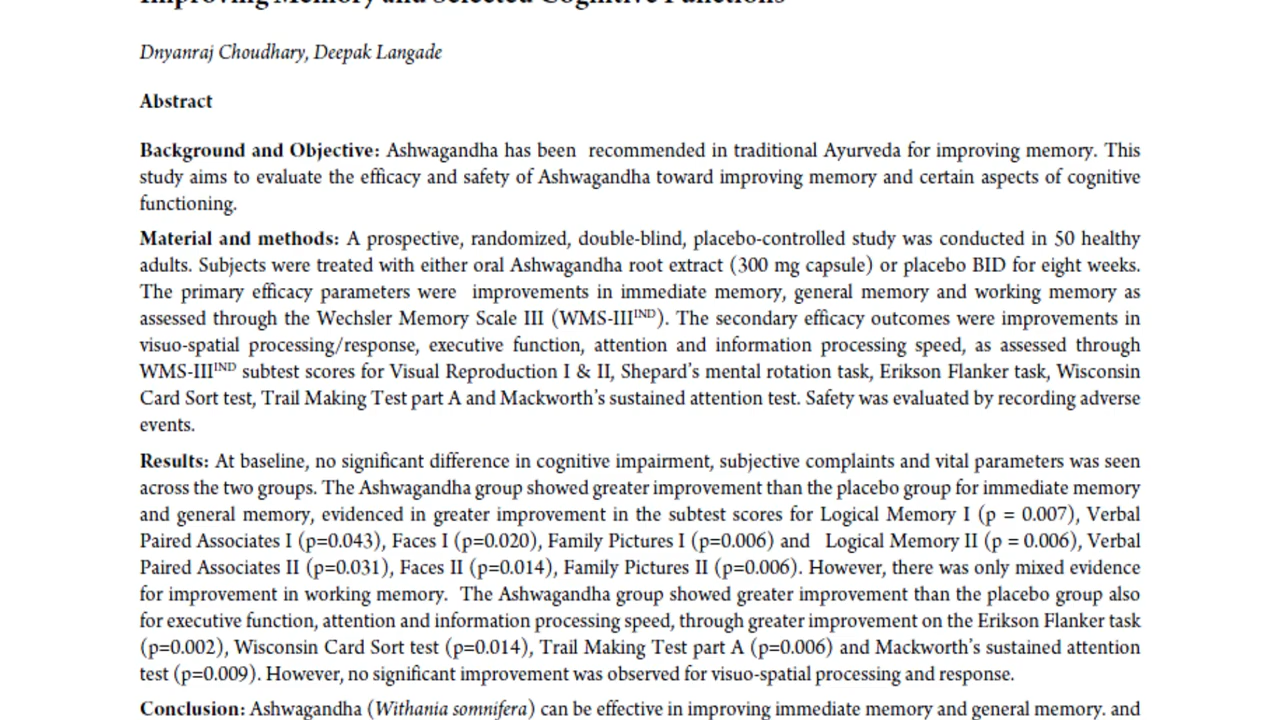 Improving Memory and Selected Cognitive Functions
Dnyanraj Choudhary, Deepak Langade
Abstract
Background and Objective: Ashwagandha has been recommended in traditional Ayurveda for improving memory. This
study aims to evaluate the efficacy and safety of Ashwagandha toward improving memory and certain aspects of cognitive
functioning.
Material and methods: A prospective, randomized, double-blind, placebo-controlled study was conducted in 50 healthy
adults. Subjects were treated with either oral Ashwagandha root extract (300 mg capsule) or placebo BID for eight weeks.
The primary efficacy parameters were improvements in immediate memory, general memory and working memory as
assessed through the Wechsler Memory Scale III (WMS-IIIIND). The secondary efficacy outcomes were improvements in
visuo-spatial processing/response, executive function, attention and information processing speed, as assessed through
WMS-IIIIND subtest scores for Visual Reproduction I & II, Shepard's mental rotation task, Erikson Flanker task, Wisconsin
Card Sort test, Trail Making Test part A and Mackworth's sustained attention test. Safety was evaluated by recording adverse
events.
Results: At baseline, no significant difference in cognitive impairment, subjective complaints and vital parameters was seen
across the two groups. The Ashwagandha group showed greater improvement than the placebo group for immediate memory
and general memory, evidenced in greater improvement in the subtest scores for Logical Memory I (p = 0.007), Verbal
Paired Associates I (p=0.043), Faces I (p=0.020), Family Pictures I (p=0.006) and Logical Memory II (p = 0.006), Verbal
Paired Associates II (p=0.031), Faces II (p=0.014), Family Pictures II (p=0.006). However, there was only mixed evidence
for improvement in working memory. The Ashwagandha group showed greater improvement than the placebo group also
for executive function, attention and information processing speed, through greater improvement on the Erikson Flanker task
(p=0.002), Wisconsin Card Sort test (p=0.014), Trail Making Test part A (p=0.006) and Mackworth's sustained attention
test (p=0.009). However, no significant improvement was observed for visuo-spatial processing and response.
Conclusion: Ashwagandha (Withania somnifera) can be effective in improving immediate memory and general memory. and